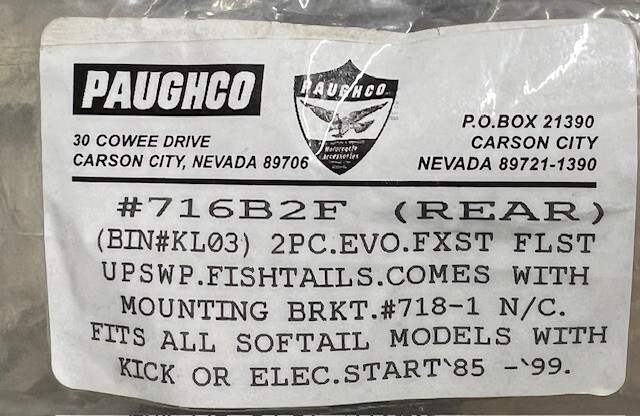 PAUGHCO
PAUGHCO
Motorcycle
Accessories
30 COWEE DRIVE
CARSON CITY, NEVADA 89706
P.O.BOX 21390
CARSON CITY
NEVADA 89721-1390
#716B2F (REAR)
(BIN#KL03) 2PC.EVO.FXST FLST
UPSWP.FISHTAILS.COMES WITH
MOUNTING BRKT.#718-1 N/C.
FITS ALL SOFTAIL MODELS WITH
KICK OR ELEC.START`85 -`99.